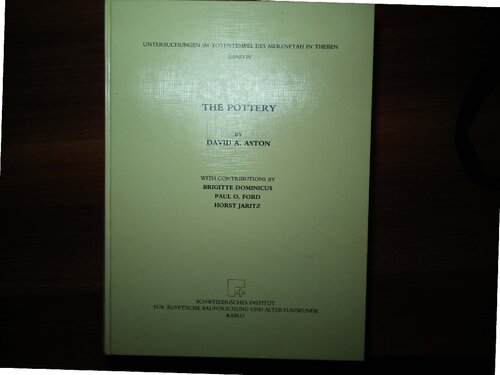 UNTERSUCHUNGEN IM TOTENTEMPEL DES MERENPTAH IN THEBEN
BAND IV
THE POTTERY
BY
DAVID A. ASTON
WITH CONTRIBUTIONS BY
BRIGITTE DOMINICUS
PAUL O. FORD
HORST JARITZ
SCHWEIZERISCHES INSTITUT
FÜR ÄGYPTISCHE BAUFORSCHUNG UND ALTERTUMSKUNDE
KAIRO